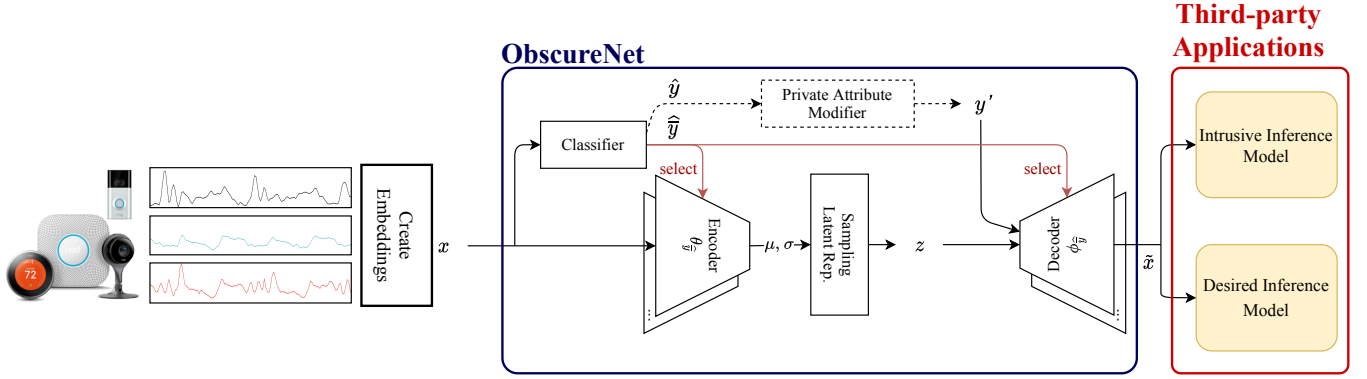 Third-party
Applications
ObscureNet
ŷ
Private Attribute
Modifier
y'
ȳ̂
Classifier
select
select
Intrusive Inference
Model
Create
Embeddings
x
Encoder
θ
Sampling
Latent Rep.
μ, σ
z
Decoder
ϕ
x̃
Desired Inference
Model
72
⋮
⋮